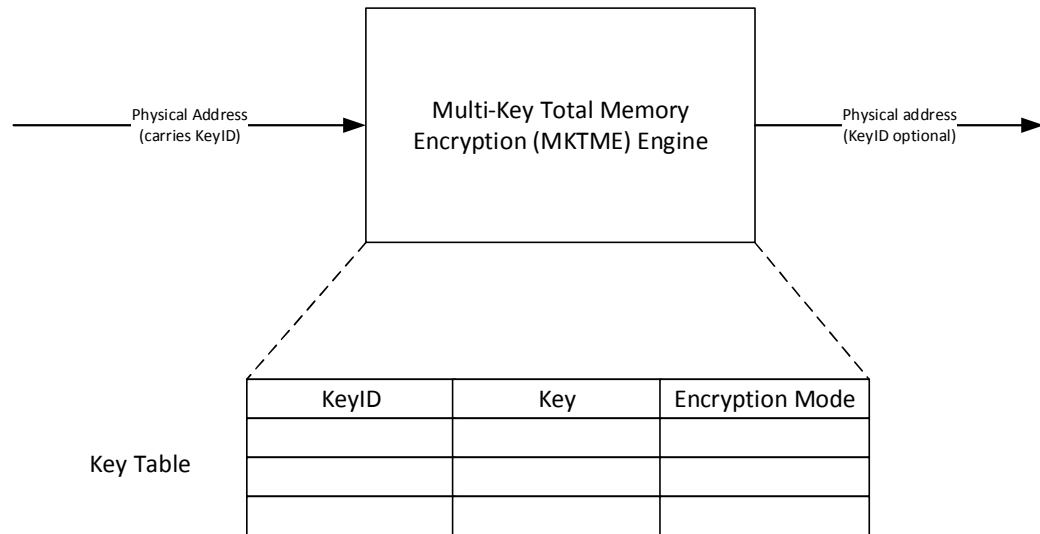 Physical Address
(carries KeyID)
Multi-Key Total Memory
Encryption (MKTME) Engine
Physical address
(KeyID optional)
KeyID Key Encryption Mode
Key Table